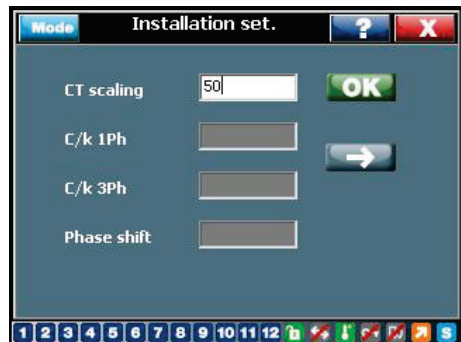 Mode Installation set. ? X
CT scaling 50 OK
C/k 1Ph
C/k 3Ph
Phase shift
1 2 3 4 5 6 7 8 9 10 11 12 S